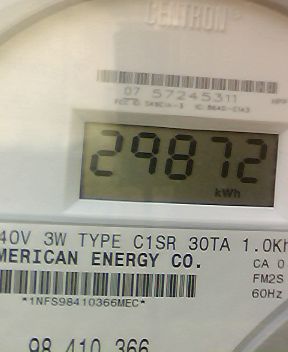 CENTRON®
07 57245311
29872
kWh
40V 3W TYPE C1SR 30TA 1.0Kh
MERICAN ENERGY CO.
CA 0
FM2S
60Hz
*1NFS98410366MEC*
98 410 366